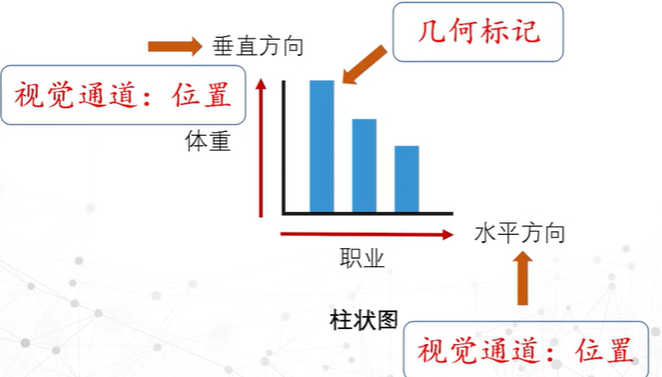 垂直方向
几何标记
视觉通道：位置
体重
水平方向
职业
柱状图
视觉通道：位置